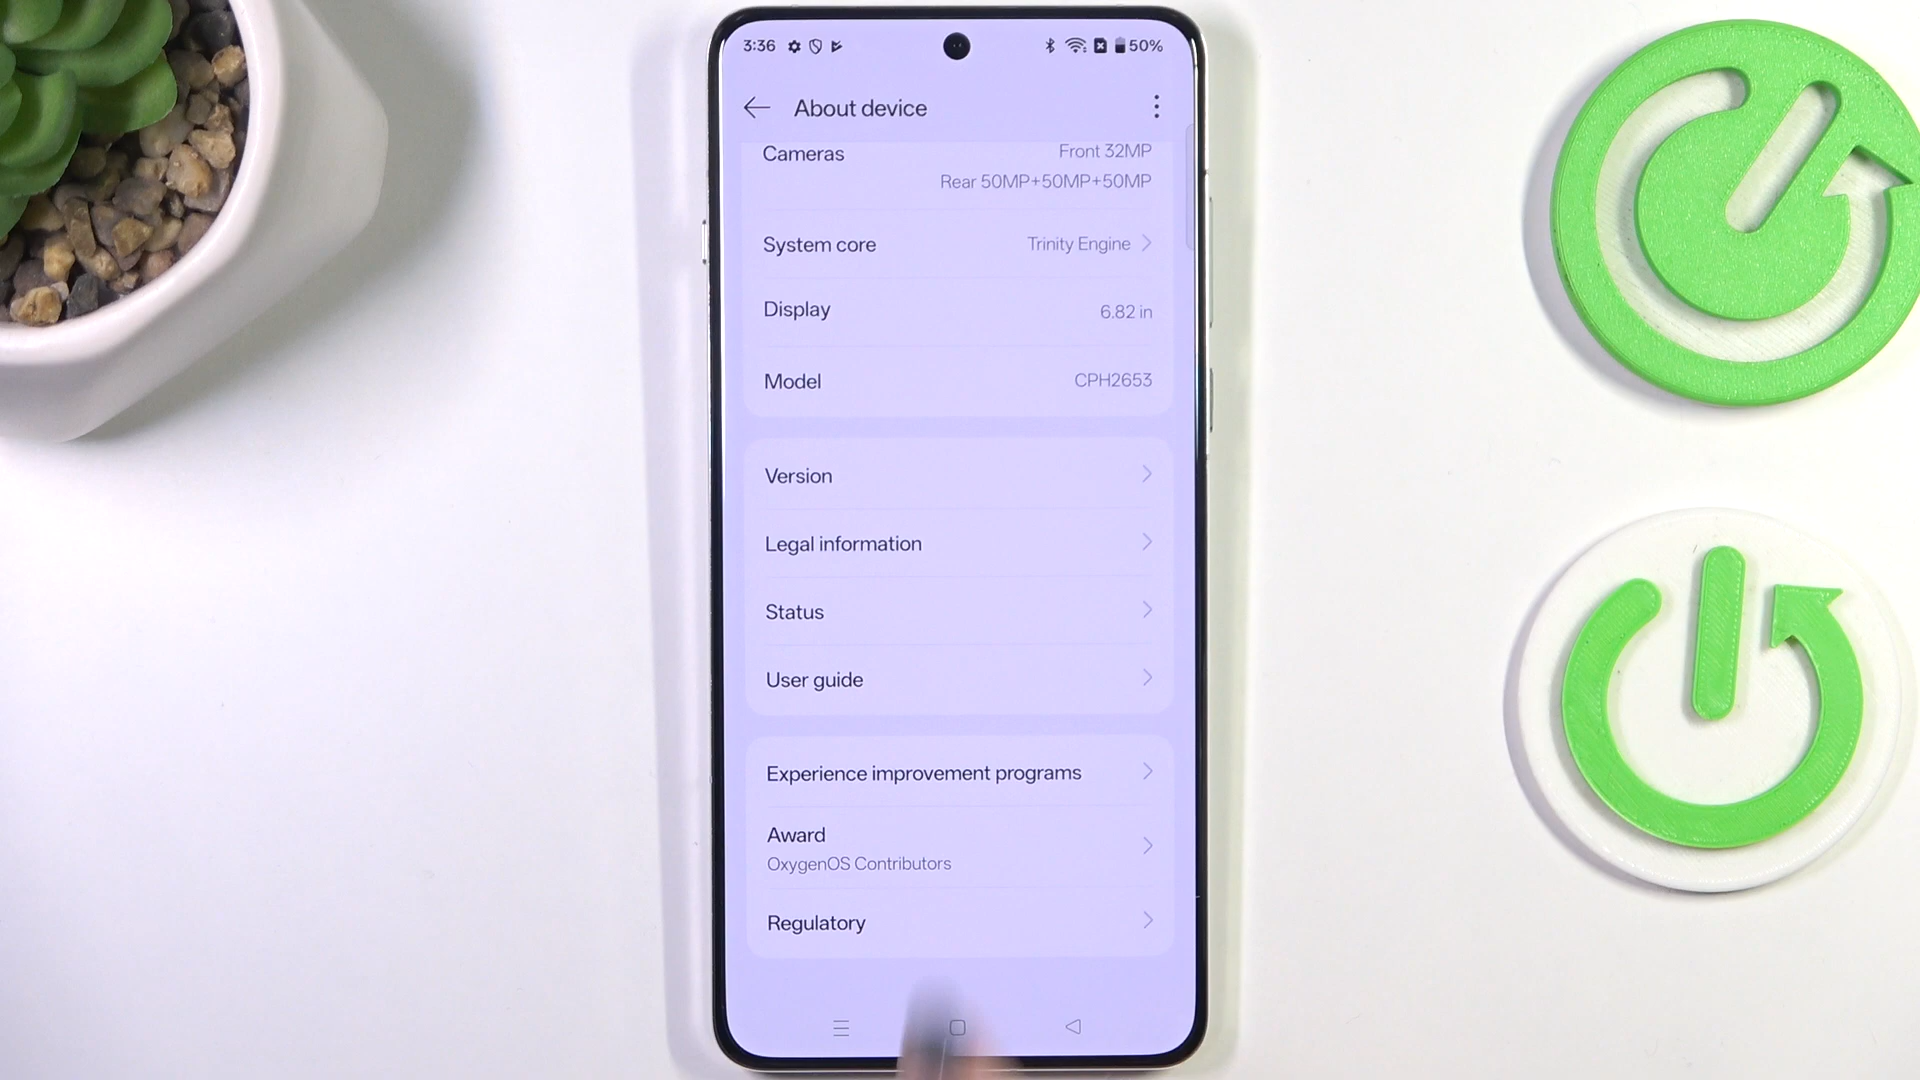 3:36 50%
About device
Cameras Front 32MP
Rear 50MP+50MP+50MP
System core Trinity Engine
Display 6.82 in
Model CPH2653
Version
Legal information
Status
User guide
Experience improvement programs
Award
OxygenOS Contributors
Regulatory